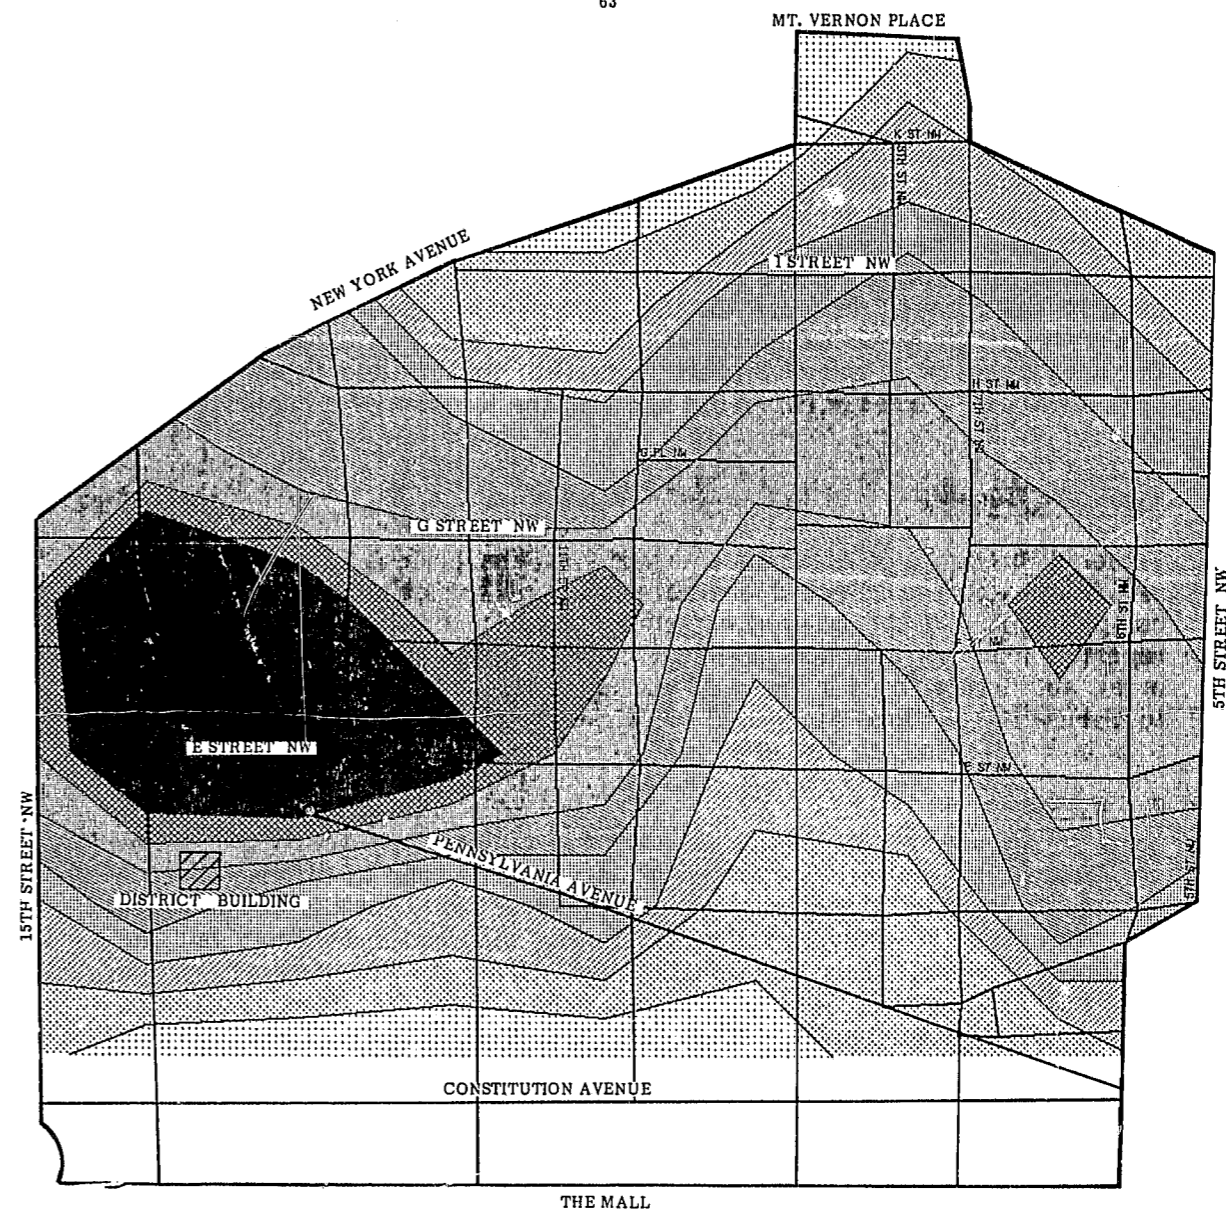 63
MT. VERNON PLACE
K ST NW
8TH ST NW
NEW YORK AVENUE
I STREET NW
H ST NW
7TH ST NW
G PL NW
G STREET NW
10TH ST NW
6TH ST NW
5TH STREET NW
E STREET NW
E ST NW
15TH STREET NW
PENNSYLVANIA AVENUE
DISTRICT BUILDING
CONSTITUTION AVENUE
THE MALL